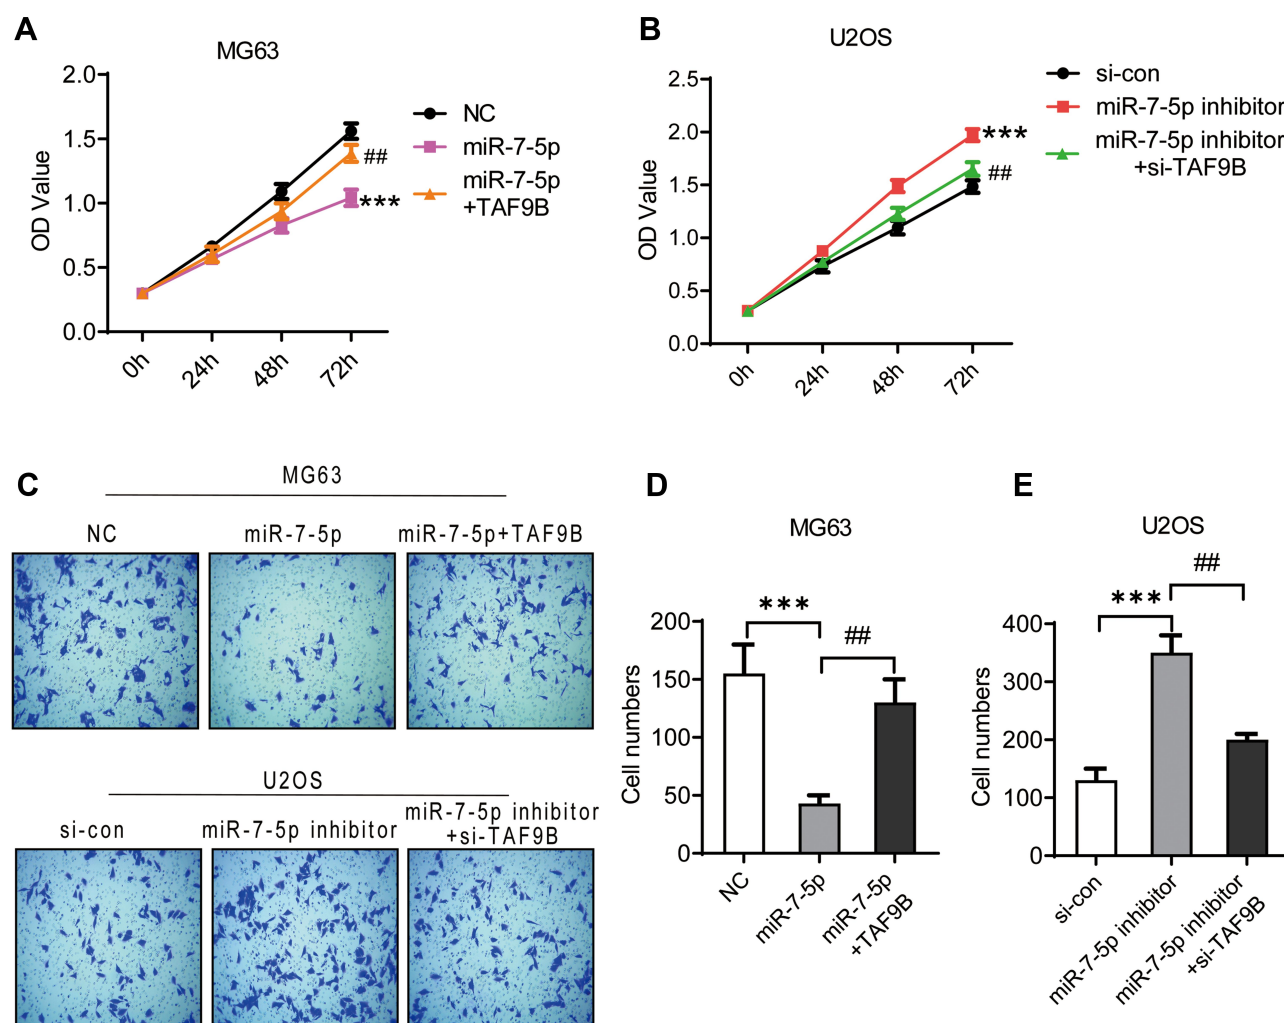 A
MG63
OD Value
2.0
1.5
1.0
0.5
0.0
0h
24h
48h
72h
##
***
NC
miR-7-5p
miR-7-5p
+TAF9B
B
U2OS
OD Value
2.5
2.0
1.5
1.0
0.5
0.0
0h
24h
48h
72h
***
##
si-con
miR-7-5p inhibitor
miR-7-5p inhibitor
+si-TAF9B
C
MG63
NC
miR-7-5p
miR-7-5p+TAF9B
U2OS
si-con
miR-7-5p inhibitor
miR-7-5p inhibitor
+si-TAF9B
D
MG63
Cell numbers
200
150
100
50
0
***
##
NC
miR-7-5p
miR-7-5p
+TAF9B
E
U2OS
Cell numbers
400
300
200
100
0
***
##
si-con
miR-7-5p inhibitor
miR-7-5p inhibitor
+si-TAF9B